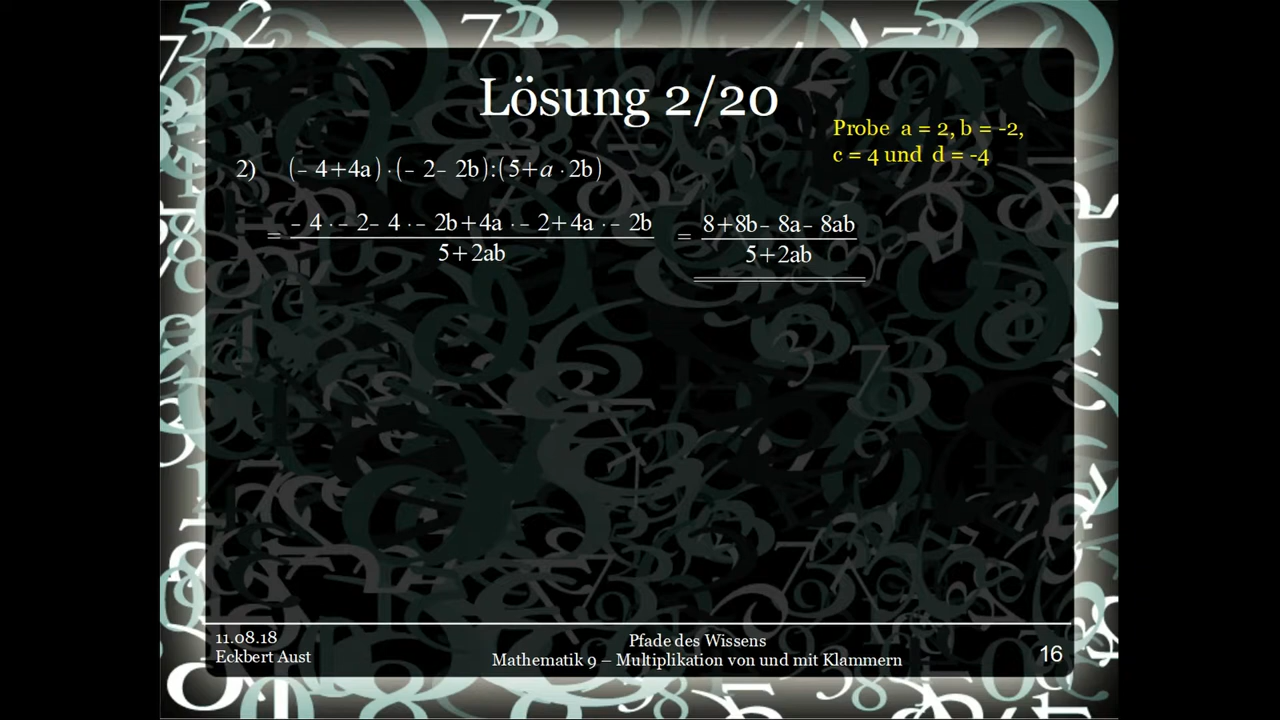 Lösung 2/20
Probe a = 2, b = -2,
c = 4 und d = -4
2) (– 4+4a) · (– 2– 2b):(5+a · 2b)
= – 4 · – 2– 4 · – 2b+4a · – 2+4a · – 2b = 8+8b– 8a– 8ab
5+2ab 5+2ab
11.08.18
Eckbert Aust
Pfade des Wissens
Mathematik 9 – Multiplikation von und mit Klammern
16